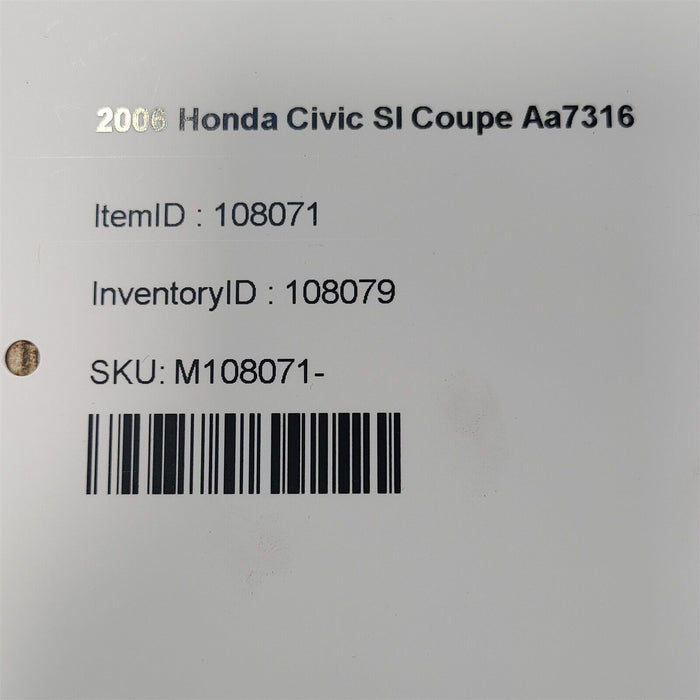 2006 Honda Civic SI Coupe Aa7316
ItemID : 108071
InventoryID : 108079
SKU: M108071-